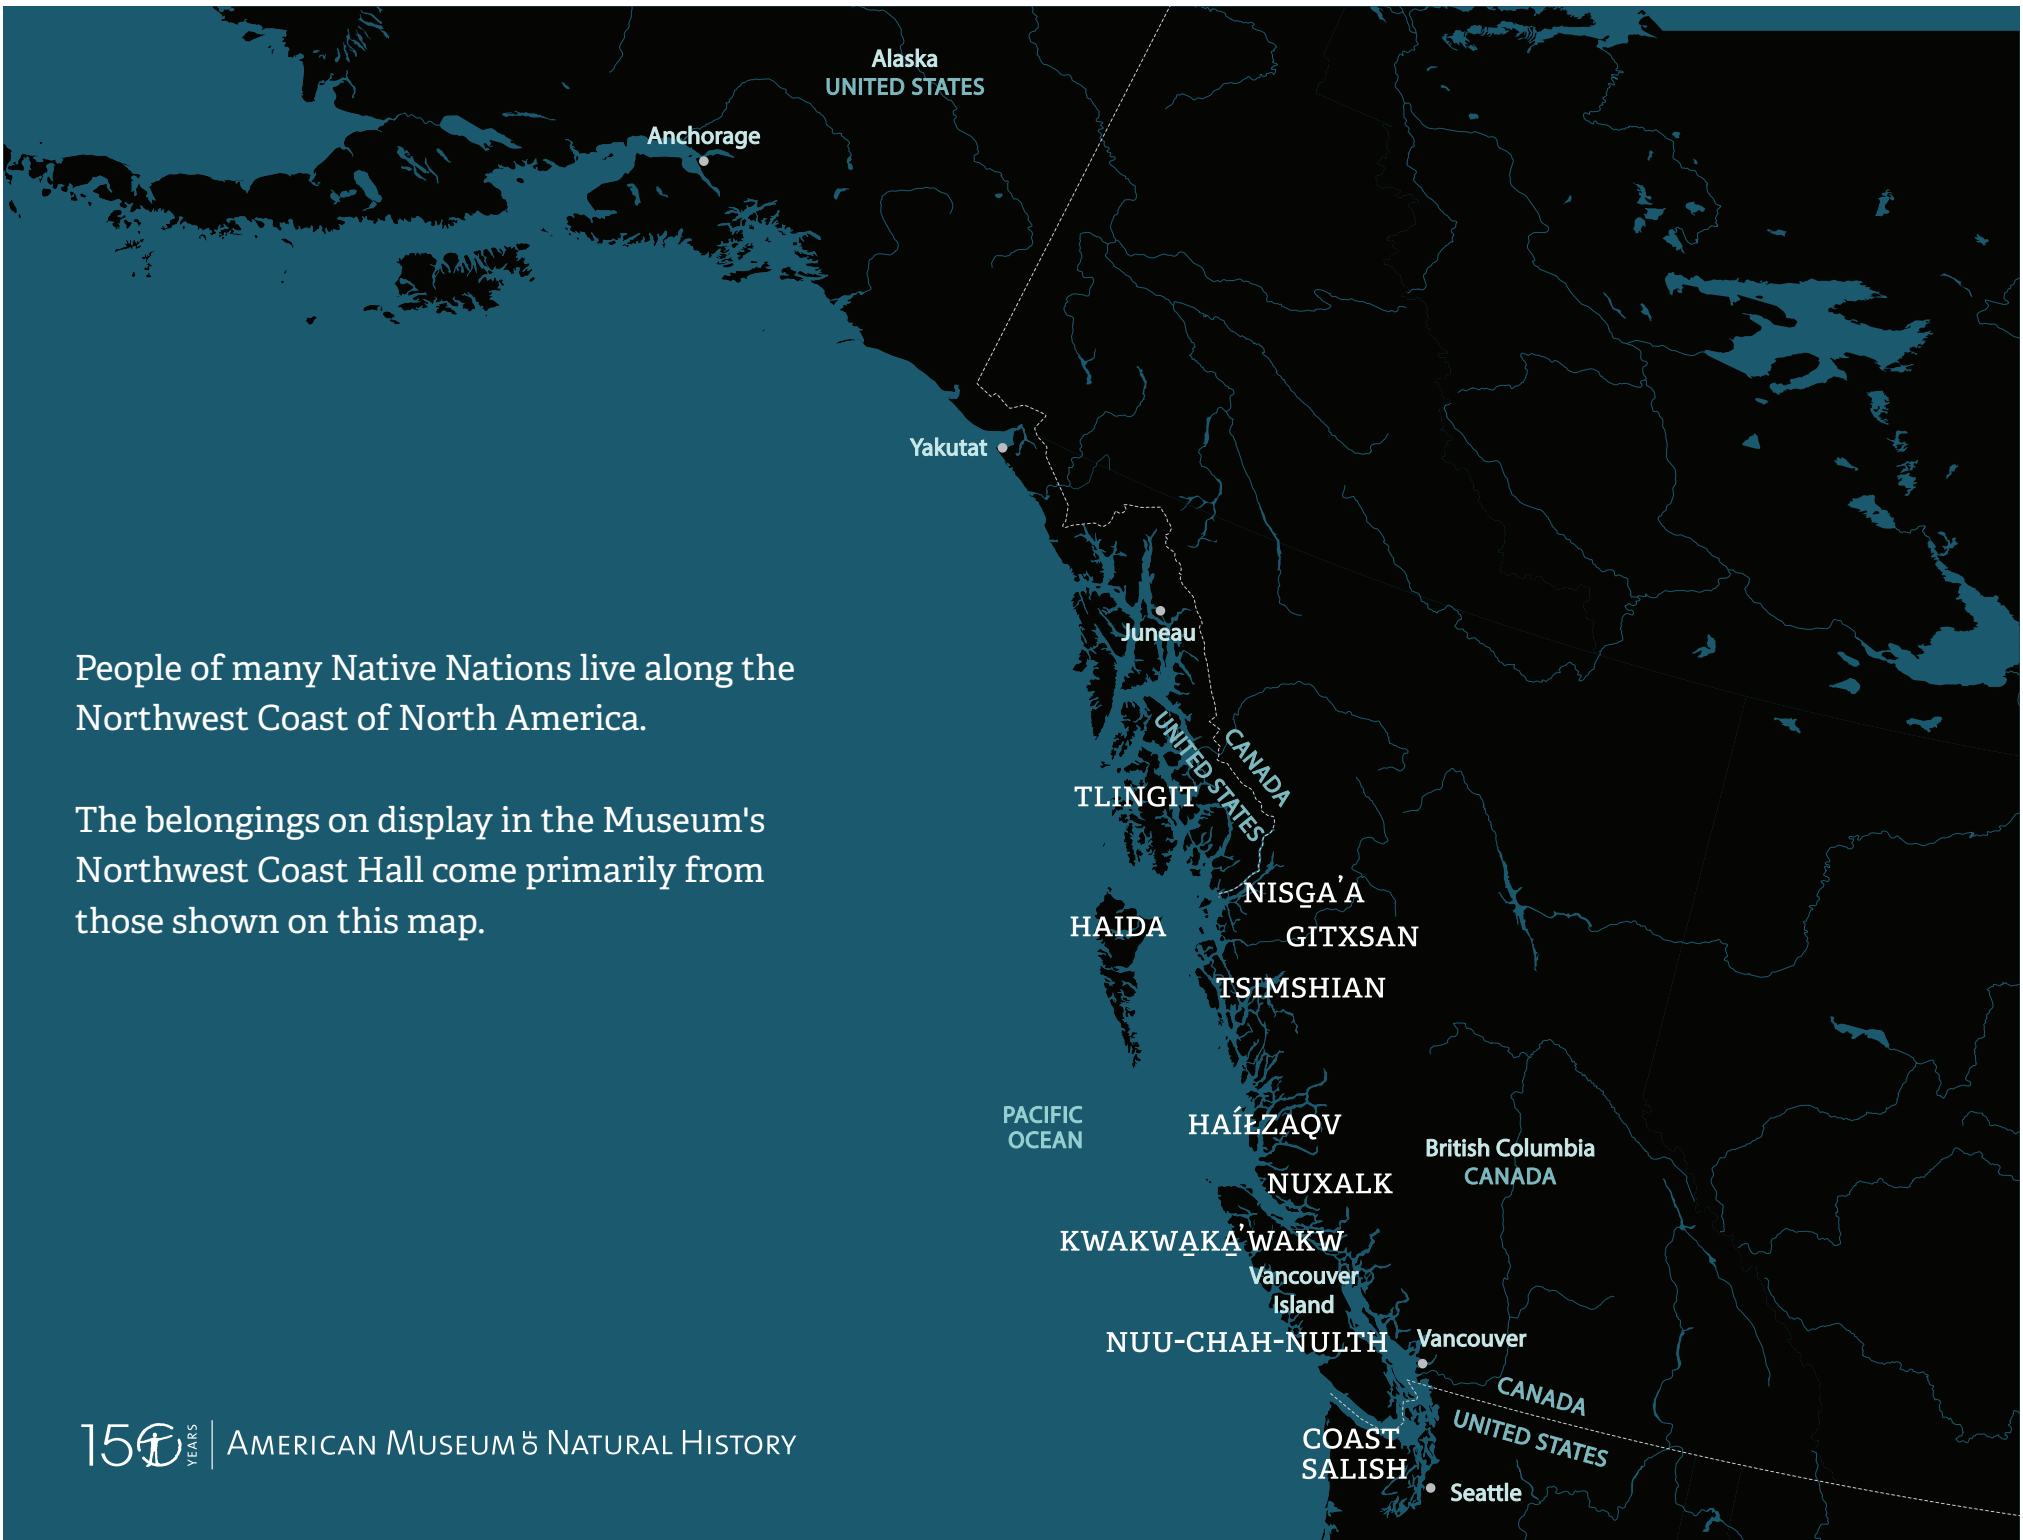 Alaska
UNITED STATES
Anchorage
Yakutat
Juneau
People of many Native Nations live along the
Northwest Coast of North America.
UNITED STATES
CANADA
TLINGIT
The belongings on display in the Museum's
Northwest Coast Hall come primarily from
those shown on this map.
NISG̱A’A
HAIDA
GITXSAN
TSIMSHIAN
PACIFIC
OCEAN
HAÍŁZAQV
British Columbia
CANADA
NUXALK
KWAKWA̱KA̱’WAKW
Vancouver
Island
NUU-CHAH-NULTH
Vancouver
CANADA
UNITED STATES
COAST
SALISH
Seattle
150 YEARS
AMERICAN MUSEUM OF NATURAL HISTORY